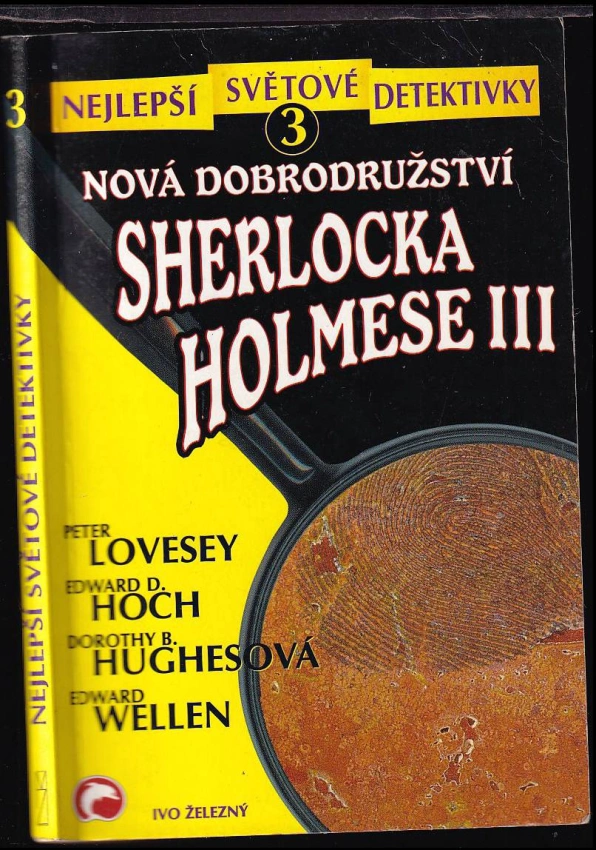 3
NEJLEPŠÍ SVĚTOVÉ DETEKTIVKY
NEJLEPŠÍ SVĚTOVÉ DETEKTIVKY
3
NOVÁ DOBRODRUŽSTVÍ
SHERLOCKA
HOLMESE III
PETER
LOVESEY
EDWARD D.
HOCH
DOROTHY B.
HUGHESOVÁ
EDWARD
WELLEN
IVO ŽELEZNÝ